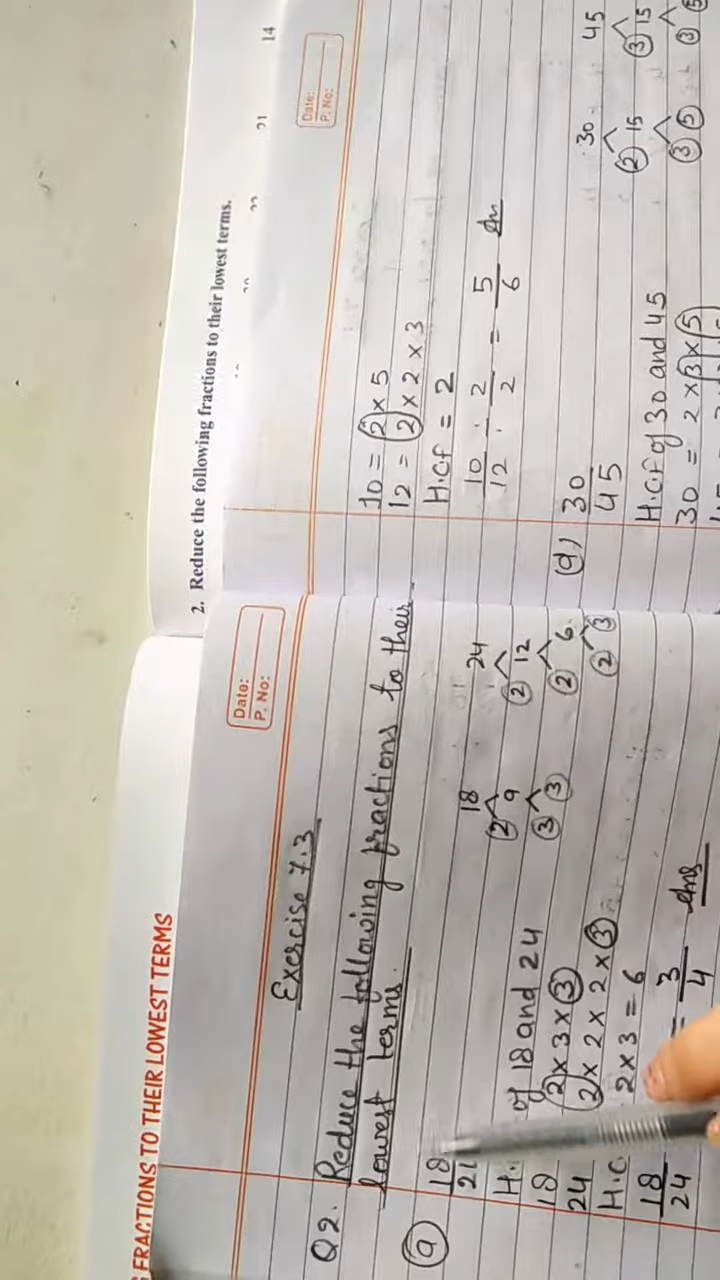 FRACTIONS TO THEIR LOWEST TERMS
2. Reduce the following fractions to their lowest terms.
21 14
Date:
P. No:
Exercise 7.3
Q2. Reduce the following fractions to their
lowest terms.
(a) 18
of 18 and 24
18 2 × 3 × 3
24 2 × 2 × 2 × 3
H.C 2 × 3 = 6
18/24 = 3/4 Ans
18 24
2 9 2 12
3 3 2 6
2 3
Date:
P. No:
10 = 2 × 5
12 = 2 × 2 × 3
H.C.f = 2
10/12 ÷ 2/2 = 5/6 Ans
(d) 30/45
30 45
2 15 3 15
3 5 3
H.C.f of 30 and 45
30 = 2 × 3 × 5